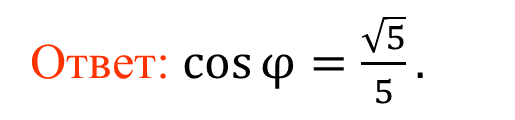 Ответ: cos φ = √5/5.